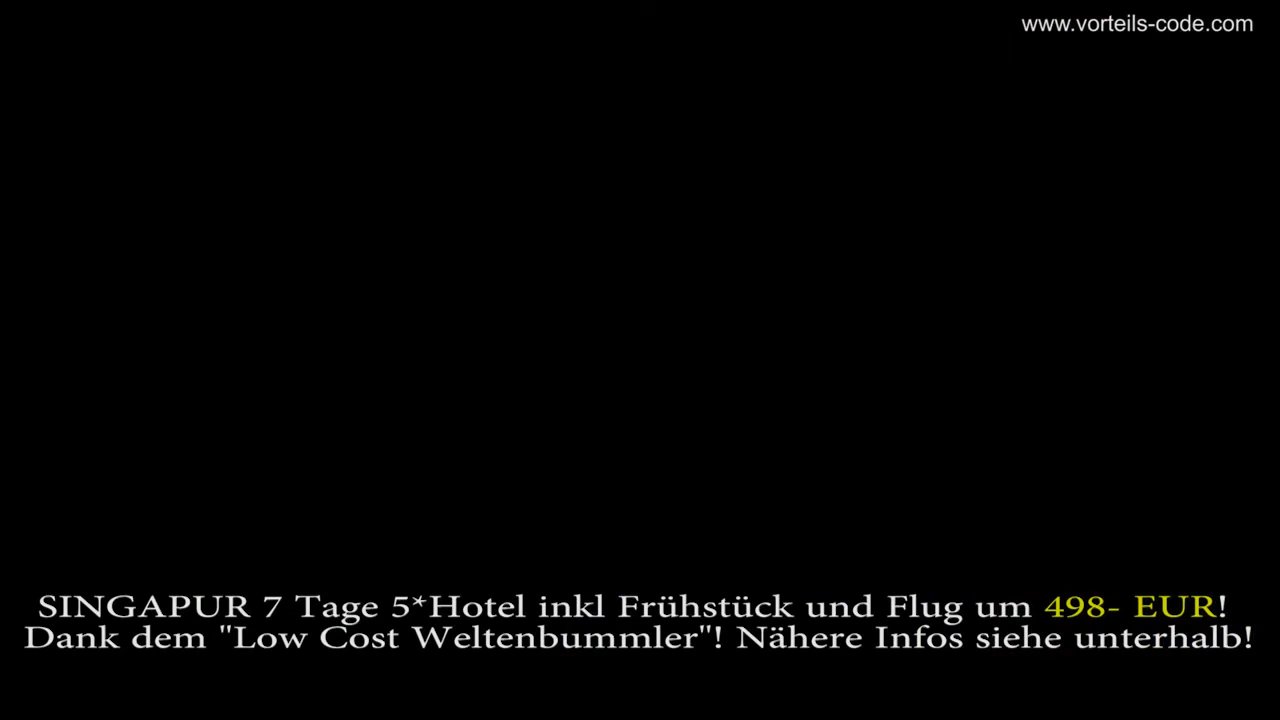 www.vorteils-code.com
SINGAPUR 7 Tage 5*Hotel inkl Frühstück und Flug um 498- EUR!
Dank dem "Low Cost Weltenbummler"! Nähere Infos siehe unterhalb!